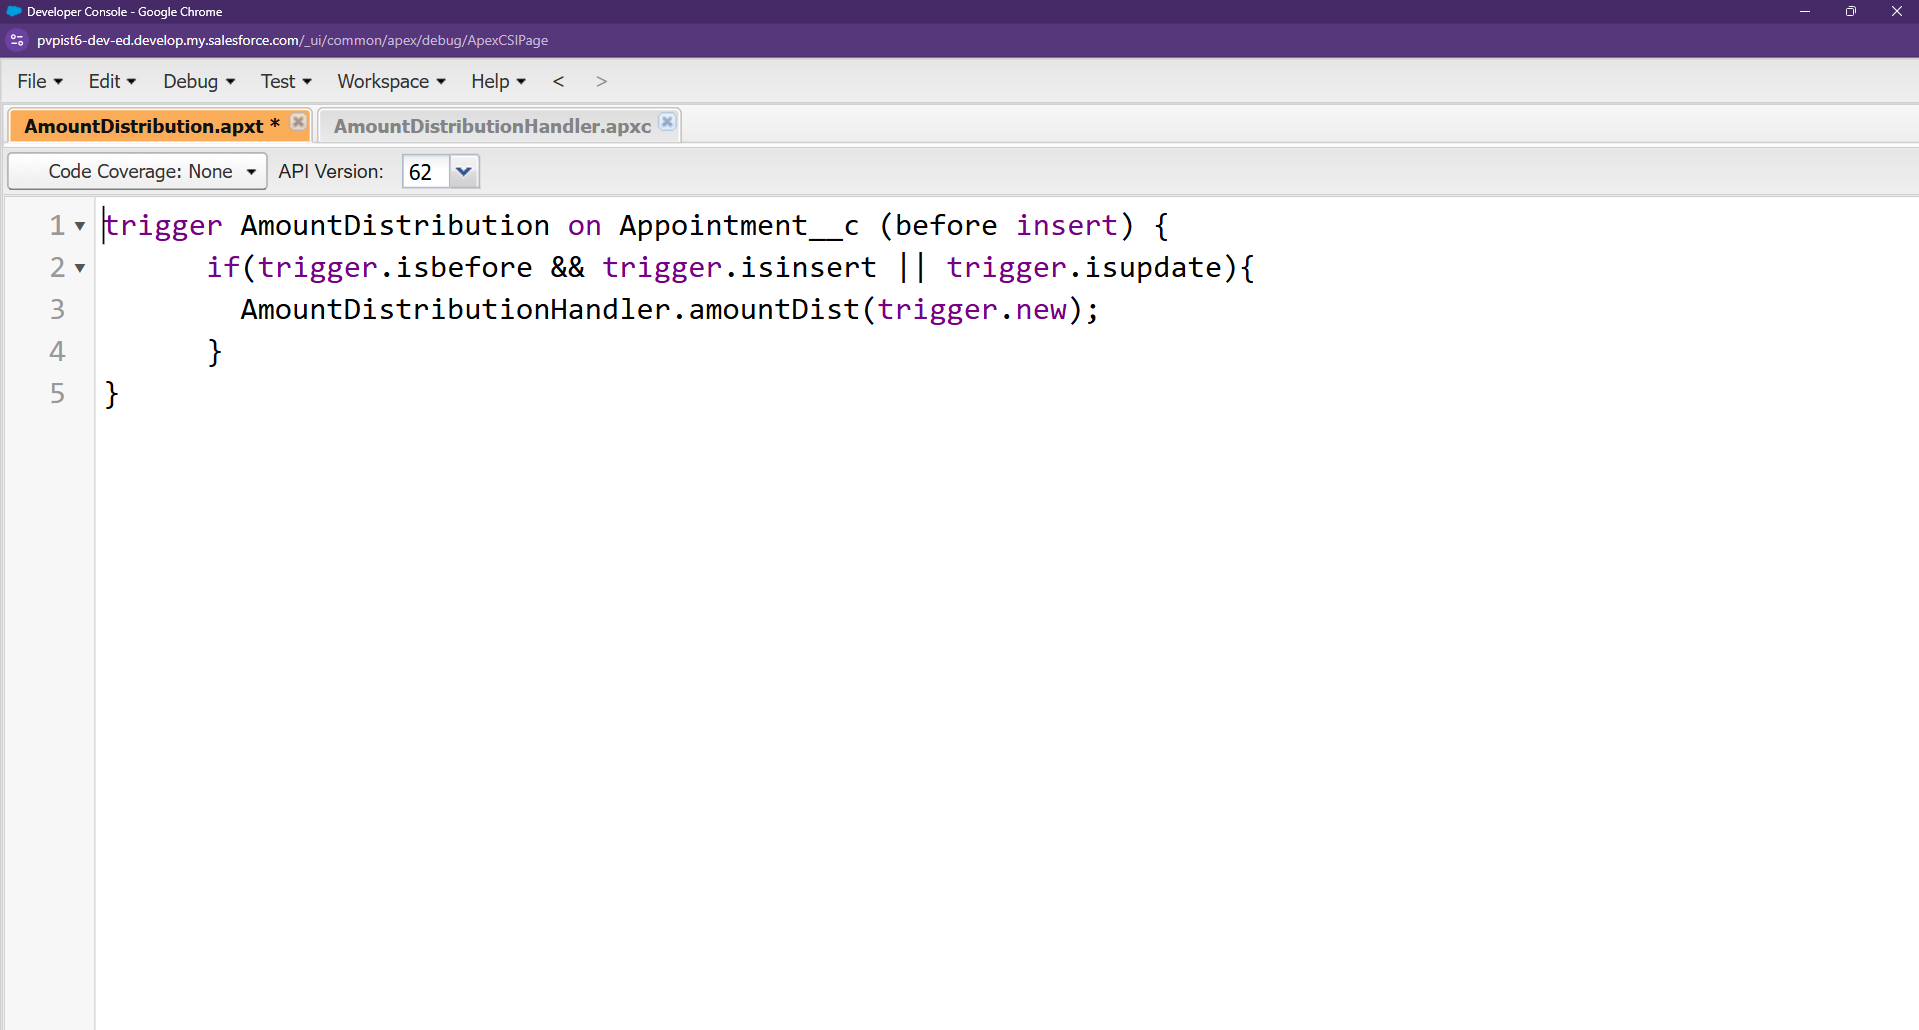 Developer Console - Google Chrome
pvpist6-dev-ed.develop.my.salesforce.com/_ui/common/apex/debug/ApexCSIPage
File Edit Debug Test Workspace Help < >
AmountDistribution.apxt * AmountDistributionHandler.apxc
Code Coverage: None API Version: 62
1 trigger AmountDistribution on Appointment__c (before insert) {
2 if(trigger.isbefore && trigger.isinsert || trigger.isupdate){
3 AmountDistributionHandler.amountDist(trigger.new);
4 }
5 }